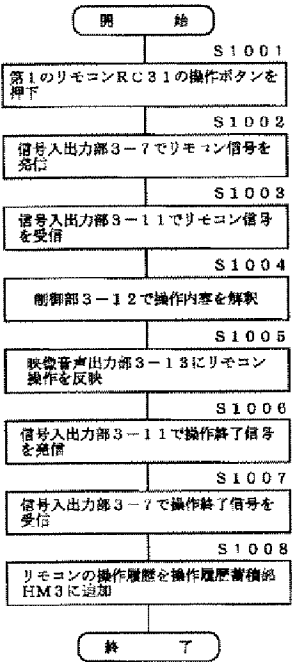 開 始
S1001
第1のリモコンRC31の操作ボタンを
押下
S1002
信号入出力部3－7でリモコン信号を
発信
S1003
信号入出力部3－11でリモコン信号
を受信
S1004
制御部3－12で操作内容を解釈
S1005
映像音声出力部3－13にリモコン
操作を反映
S1006
信号入出力部3－11で操作終了信号
を発信
S1007
信号入出力部3－7で操作終了信号を
受信
S1008
リモコンの操作履歴を操作履歴蓄積部
HM3に追加
終 了